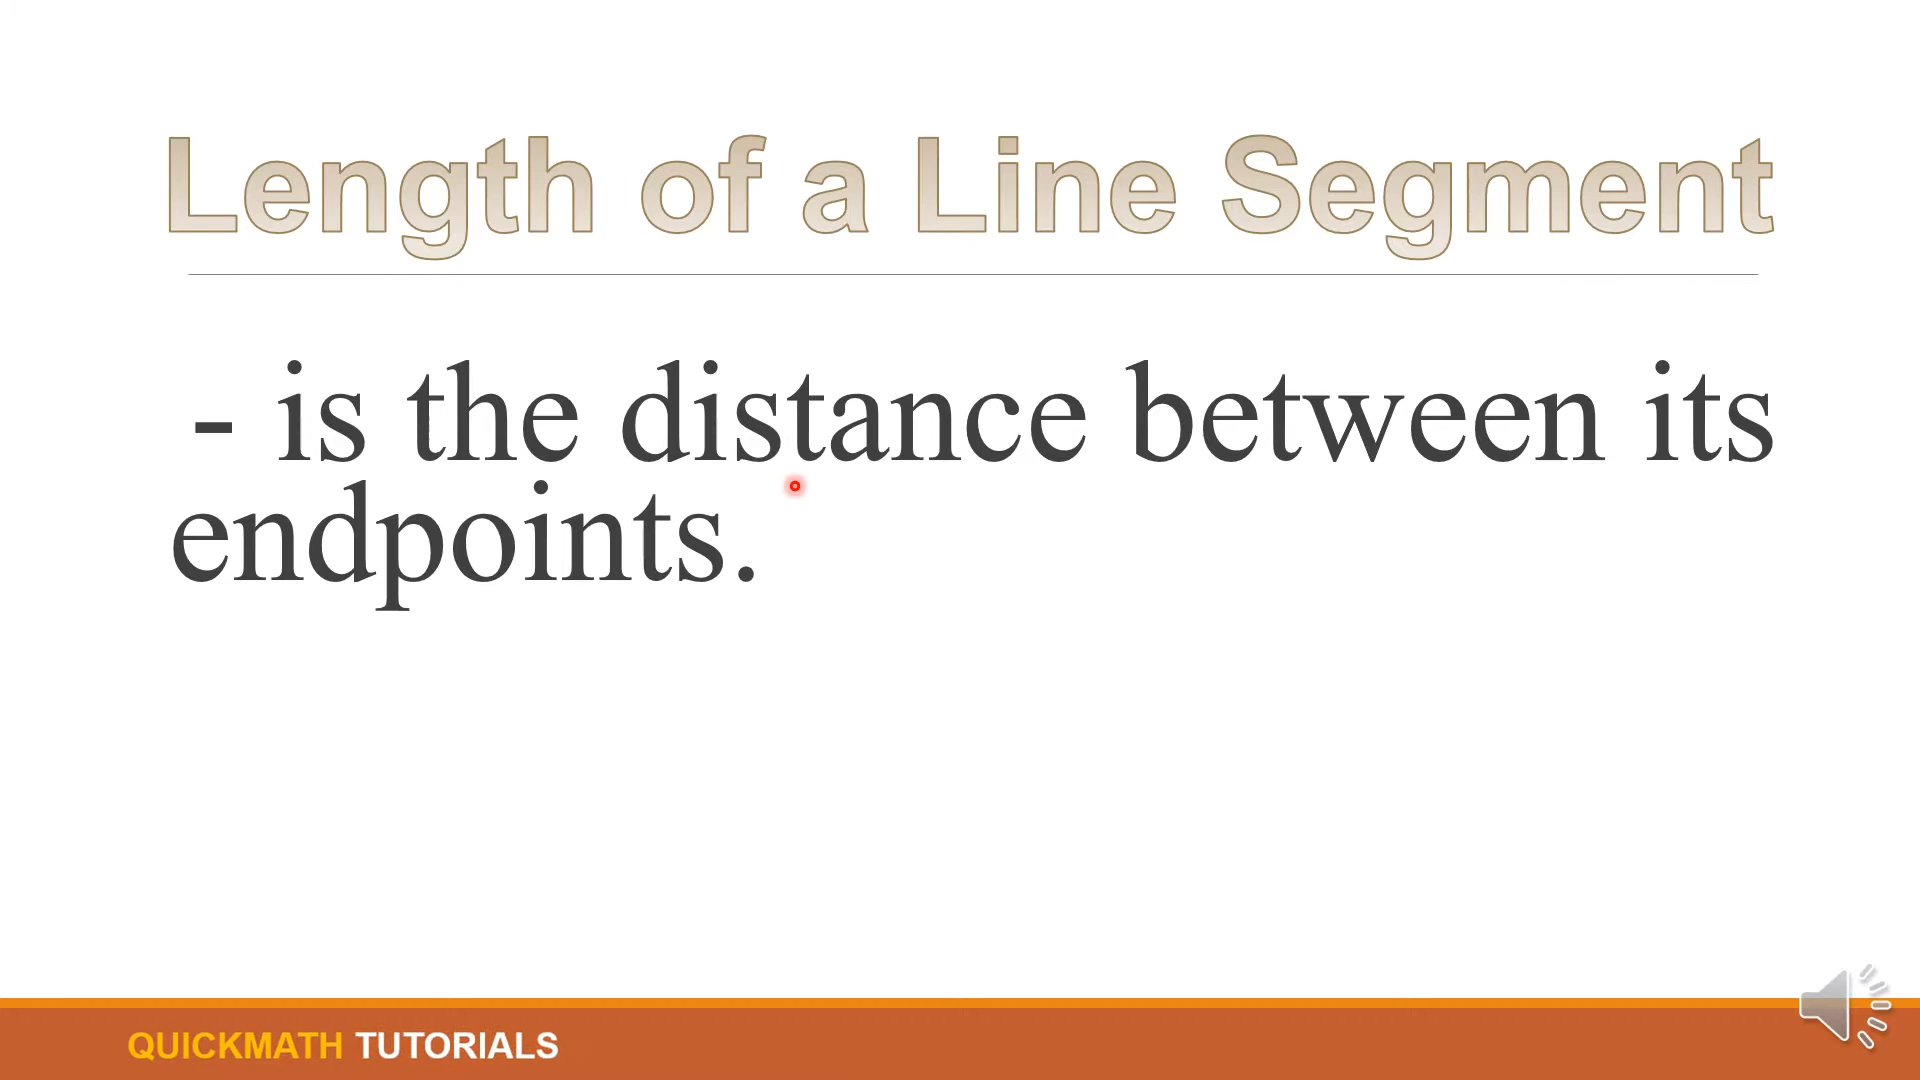 Length of a Line Segment
- is the distance between its
endpoints.
QUICKMATH TUTORIALS